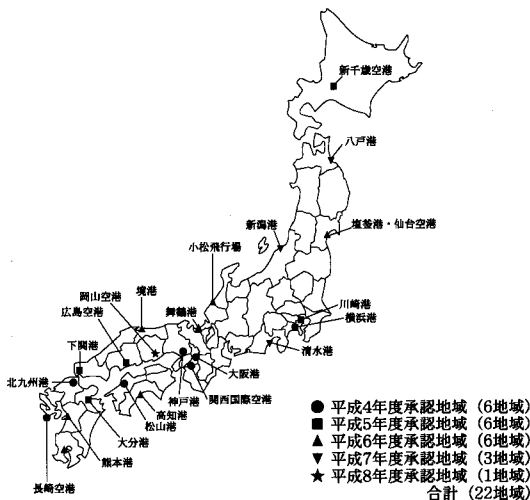 新千歳空港
八戸港
新潟港
塩釜港・仙台空港
小松飛行場
境港
岡山空港
舞鶴港
広島空港
川崎港
横浜港
下関港
清水港
北九州港
大阪港
関西国際空港
神戸港
高知港
松山港
大分港
熊本港
長崎空港
● 平成4年度承認地域 (6地域)
■ 平成5年度承認地域 (6地域)
▲ 平成6年度承認地域 (6地域)
▼ 平成7年度承認地域 (3地域)
★ 平成8年度承認地域 (1地域)
合計 (22地域)